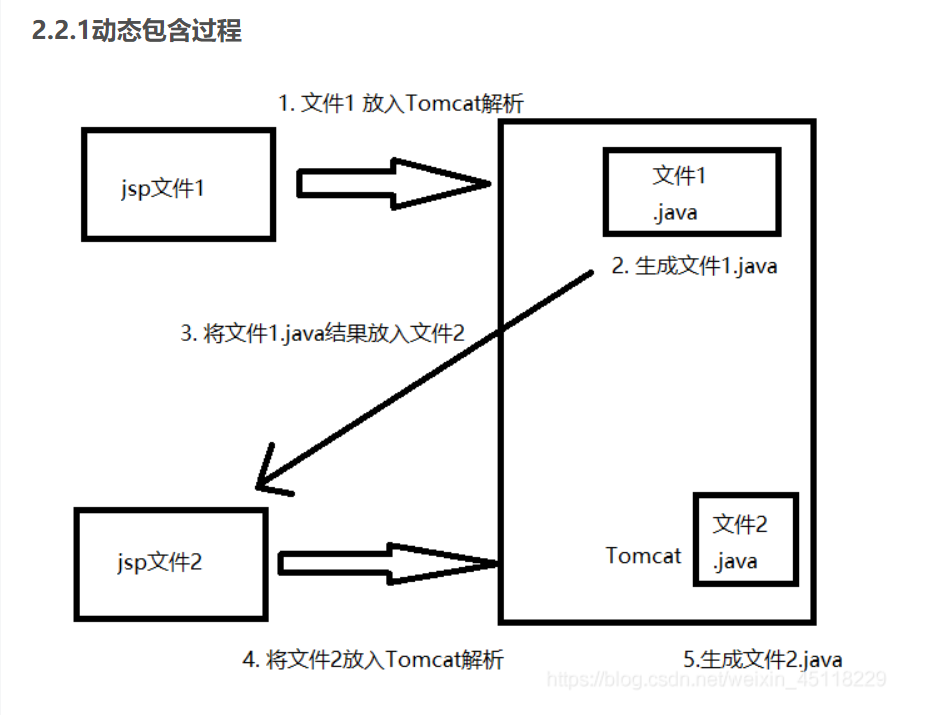 2.2.1动态包含过程
1. 文件1 放入Tomcat解析
jsp文件1
文件1
.java
2. 生成文件1.java
3. 将文件1.java结果放入文件2
jsp文件2
Tomcat
文件2
.java
4. 将文件2放入Tomcat解析
5.生成文件2.java
https://blog.csdn.net/weixin_45118229